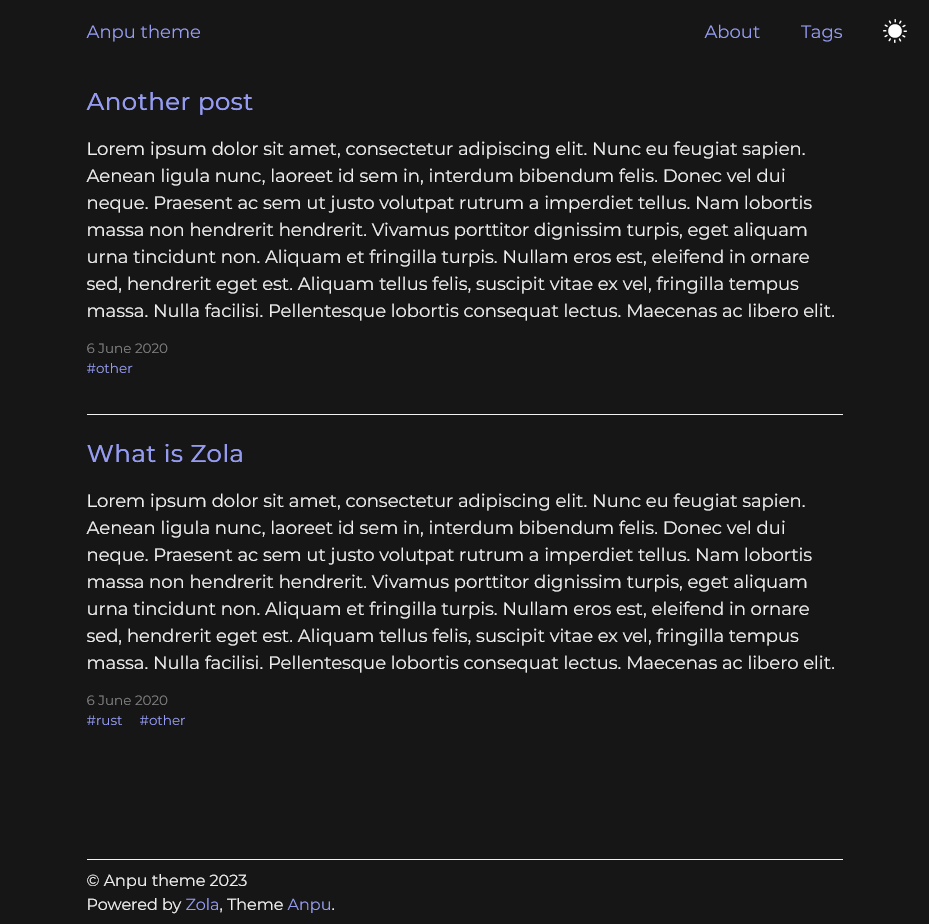 Anpu theme
About
Tags
Another post
Lorem ipsum dolor sit amet, consectetur adipiscing elit. Nunc eu feugiat sapien.
Aenean ligula nunc, laoreet id sem in, interdum bibendum felis. Donec vel dui
neque. Praesent ac sem ut justo volutpat rutrum a imperdiet tellus. Nam lobortis
massa non hendrerit hendrerit. Vivamus porttitor dignissim turpis, eget aliquam
urna tincidunt non. Aliquam et fringilla turpis. Nullam eros est, eleifend in ornare
sed, hendrerit eget est. Aliquam tellus felis, suscipit vitae ex vel, fringilla tempus
massa. Nulla facilisi. Pellentesque lobortis consequat lectus. Maecenas ac libero elit.
6 June 2020
#other
What is Zola
Lorem ipsum dolor sit amet, consectetur adipiscing elit. Nunc eu feugiat sapien.
Aenean ligula nunc, laoreet id sem in, interdum bibendum felis. Donec vel dui
neque. Praesent ac sem ut justo volutpat rutrum a imperdiet tellus. Nam lobortis
massa non hendrerit hendrerit. Vivamus porttitor dignissim turpis, eget aliquam
urna tincidunt non. Aliquam et fringilla turpis. Nullam eros est, eleifend in ornare
sed, hendrerit eget est. Aliquam tellus felis, suscipit vitae ex vel, fringilla tempus
massa. Nulla facilisi. Pellentesque lobortis consequat lectus. Maecenas ac libero elit.
6 June 2020
#rust #other
© Anpu theme 2023
Powered by Zola, Theme Anpu.